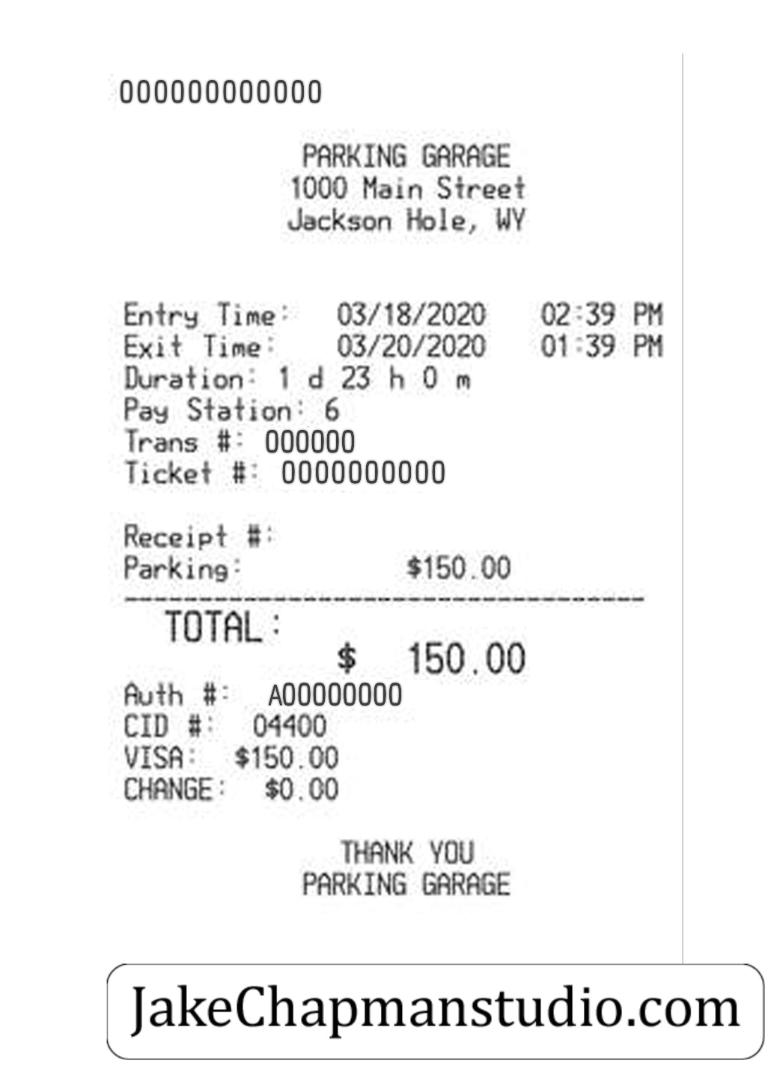 000000000000
PARKING GARAGE
1000 Main Street
Jackson Hole, WY
Entry Time: 03/18/2020 02:39 PM
Exit Time: 03/20/2020 01:39 PM
Duration: 1 d 23 h 0 m
Pay Station: 6
Trans #: 000000
Ticket #: 0000000000
Receipt #:
Parking: $150.00
--------------------------------------
TOTAL:
$ 150.00
Auth #: A00000000
CID #: 04400
VISA: $150.00
CHANGE: $0.00
THANK YOU
PARKING GARAGE
JakeChapmanstudio.com